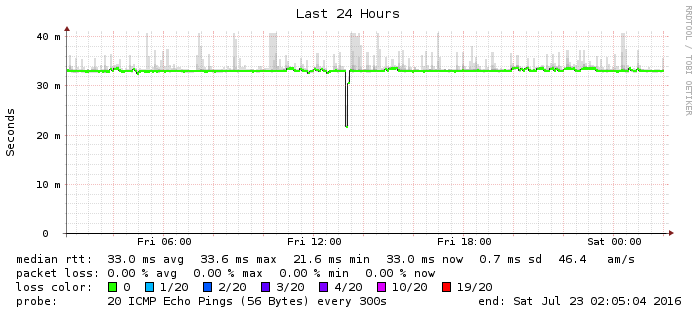 Last 24 Hours
RRDTOOL / TOBI OETIKER
Seconds
40 m
30 m
20 m
10 m
0
Fri 06:00 Fri 12:00 Fri 18:00 Sat 00:00
median rtt: 33.0 ms avg 33.6 ms max 21.6 ms min 33.0 ms now 0.7 ms sd 46.4 am/s
packet loss: 0.00 % avg 0.00 % max 0.00 % min 0.00 % now
loss color: 0 1/20 2/20 3/20 4/20 10/20 19/20
probe: 20 ICMP Echo Pings (56 Bytes) every 300s end: Sat Jul 23 02:05:04 2016